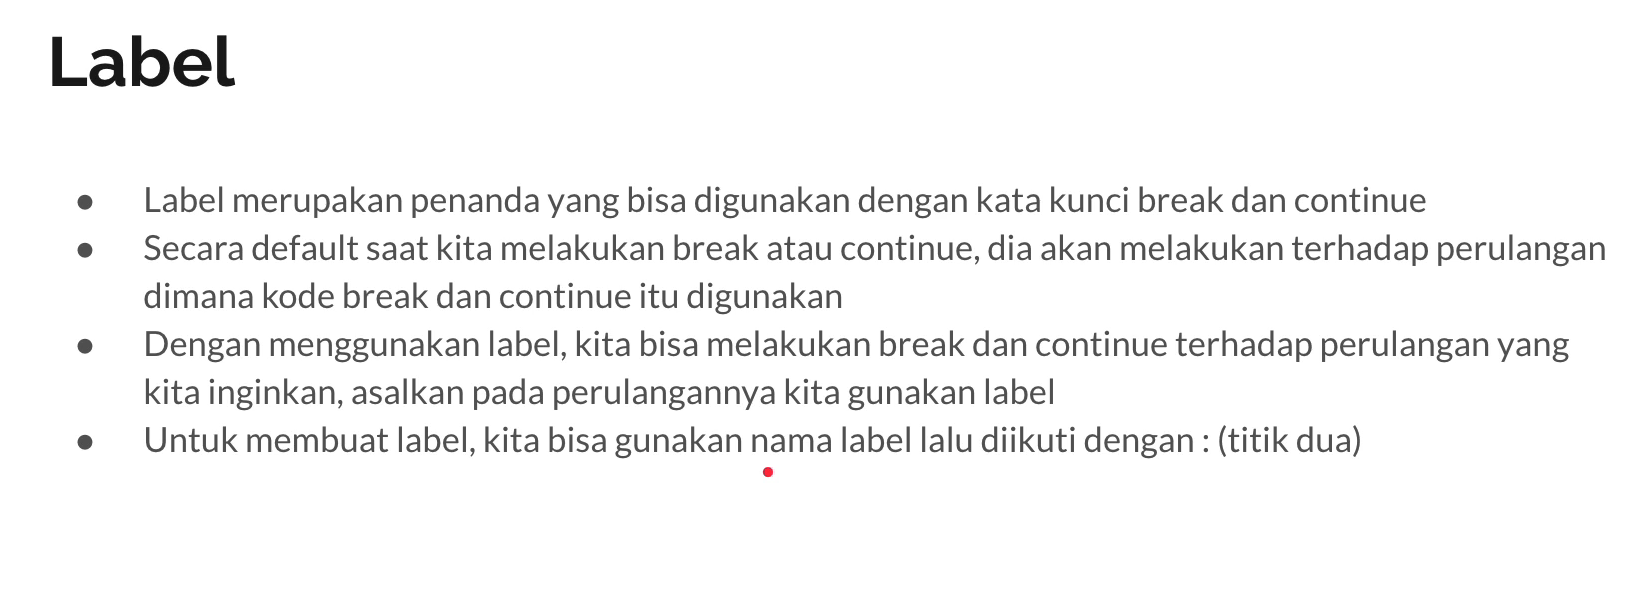 Label
● Label merupakan penanda yang bisa digunakan dengan kata kunci break dan continue
● Secara default saat kita melakukan break atau continue, dia akan melakukan terhadap perulangan
dimana kode break dan continue itu digunakan
● Dengan menggunakan label, kita bisa melakukan break dan continue terhadap perulangan yang
kita inginkan, asalkan pada perulangannya kita gunakan label
● Untuk membuat label, kita bisa gunakan nama label lalu diikuti dengan : (titik dua)